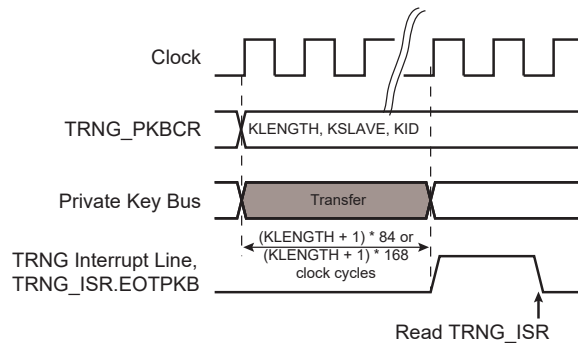 Clock
TRNG_PKBCR
KLENGTH, KSLAVE, KID
Private Key Bus
Transfer
(KLENGTH + 1) * 84 or
(KLENGTH + 1) * 168
clock cycles
TRNG Interrupt Line,
TRNG_ISR.EOTPKB
Read TRNG_ISR